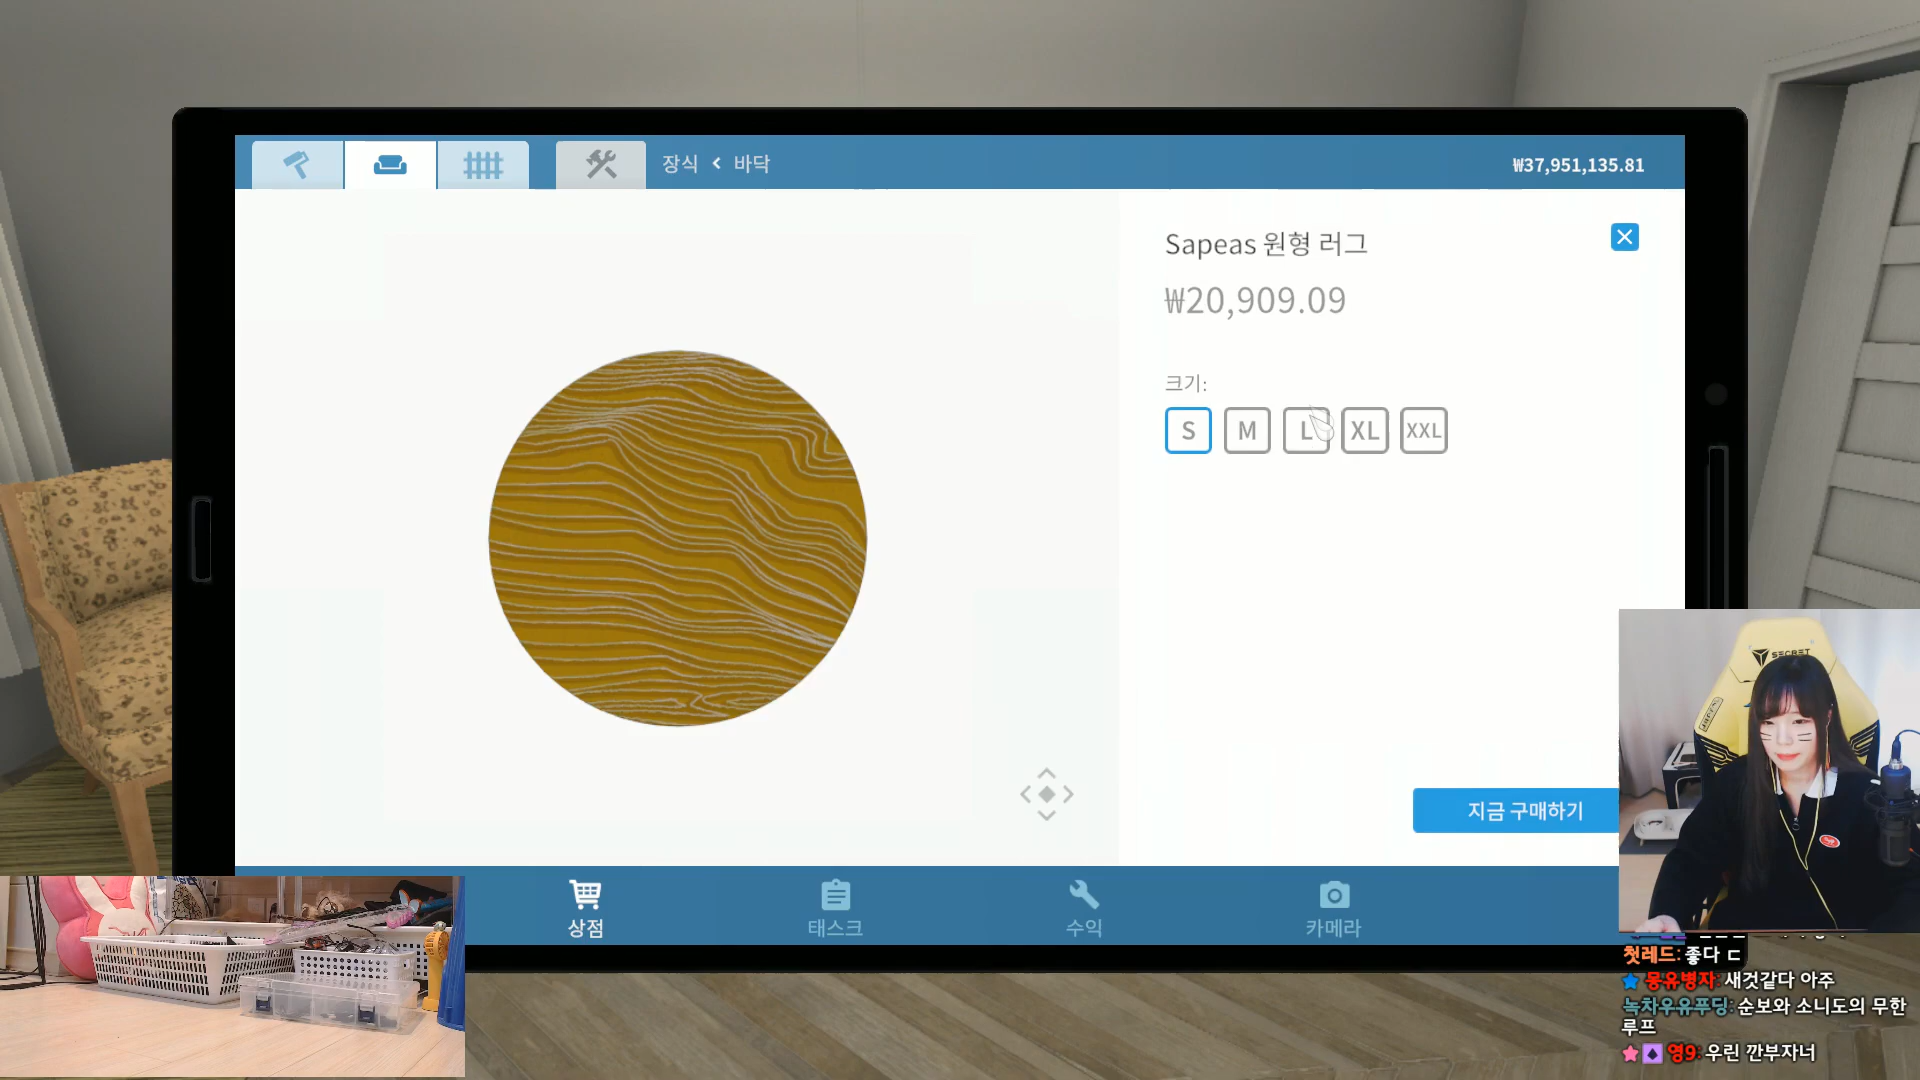 장식 < 바닥
₩37,951,135.81
Sapeas 원형 러그
₩20,909.09
크기:
S M L XL XXL
지금 구매하기
상점 태스크 수익 카메라
SECRET
첫레드: 좋다 ㄷ
몽유병자: 새것같다 아주
녹차우유푸딩: 순보와 소니도의 무한
루프
영9: 우린 깐부자너